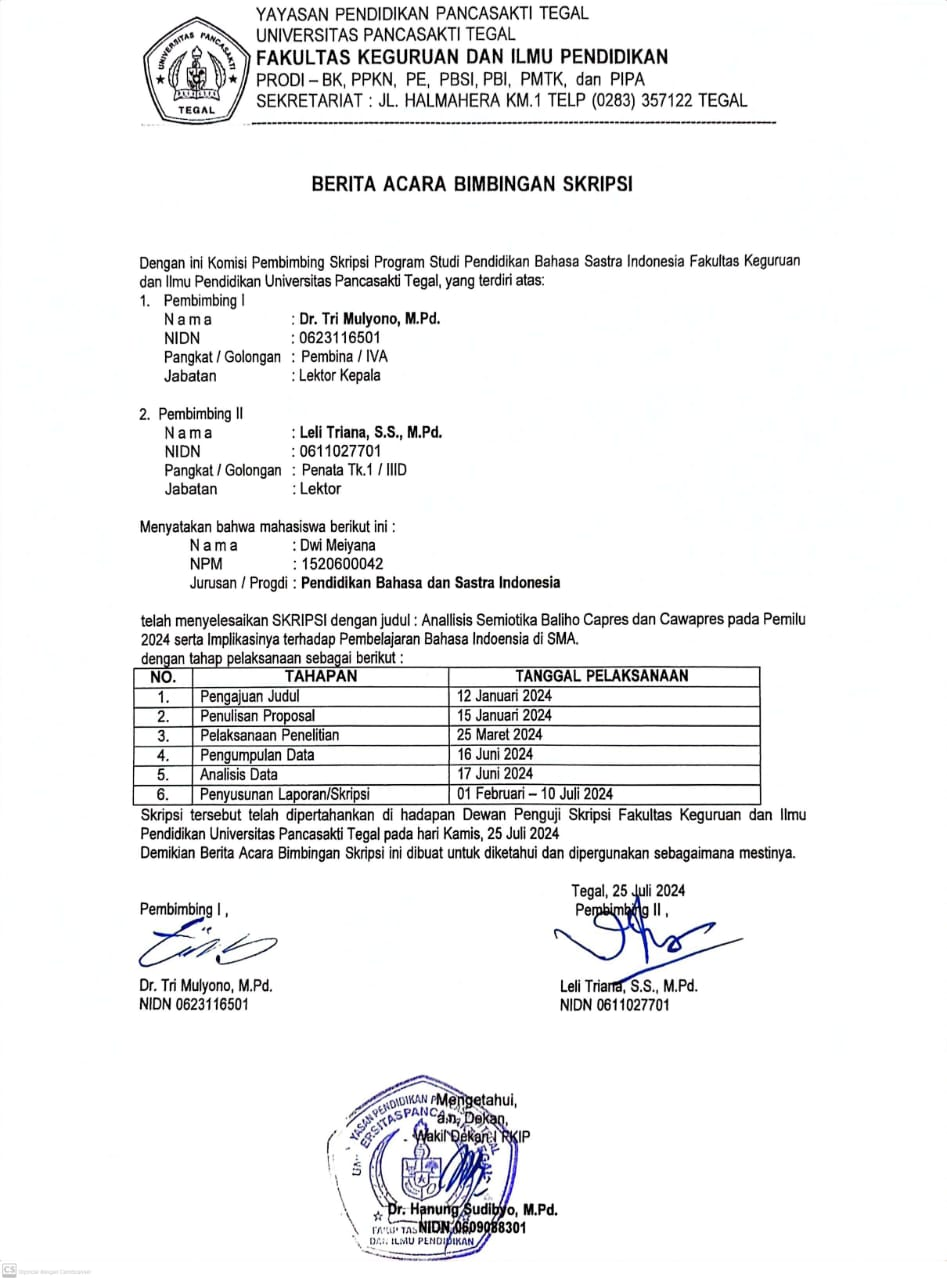 YAYASAN PENDIDIKAN PANCASAKTI TEGAL
UNIVERSITAS PANCASAKTI TEGAL
FAKULTAS KEGURUAN DAN ILMU PENDIDIKAN
PRODI – BK, PPKN, PE, PBSI, PBI, PMTK, dan PIPA
SEKRETARIAT : JL. HALMAHERA KM.1 TELP (0283) 357122 TEGAL
UNIVERSITAS PANCASAKTI
TEGAL
BERITA ACARA BIMBINGAN SKRIPSI
Dengan ini Komisi Pembimbing Skripsi Program Studi Pendidikan Bahasa Sastra Indonesia Fakultas Keguruan
dan Ilmu Pendidikan Universitas Pancasakti Tegal, yang terdiri atas:
1. Pembimbing I
N a m a : Dr. Tri Mulyono, M.Pd.
NIDN : 0623116501
Pangkat / Golongan : Pembina / IVA
Jabatan : Lektor Kepala
2. Pembimbing II
N a m a : Leli Triana, S.S., M.Pd.
NIDN : 0611027701
Pangkat / Golongan : Penata Tk.1 / IIID
Jabatan : Lektor
Menyatakan bahwa mahasiswa berikut ini :
N a m a : Dwi Meiyana
NPM : 1520600042
Jurusan / Progdi : Pendidikan Bahasa dan Sastra Indonesia
telah menyelesaikan SKRIPSI dengan judul : Anallisis Semiotika Baliho Capres dan Cawapres pada Pemilu
2024 serta Implikasinya terhadap Pembelajaran Bahasa Indoensia di SMA.
dengan tahap pelaksanaan sebagai berikut :
NO. TAHAPAN TANGGAL PELAKSANAAN
1. Pengajuan Judul 12 Januari 2024
2. Penulisan Proposal 15 Januari 2024
3. Pelaksanaan Penelitian 25 Maret 2024
4. Pengumpulan Data 16 Juni 2024
5. Analisis Data 17 Juni 2024
6. Penyusunan Laporan/Skripsi 01 Februari – 10 Juli 2024
Skripsi tersebut telah dipertahankan di hadapan Dewan Penguji Skripsi Fakultas Keguruan dan Ilmu
Pendidikan Universitas Pancasakti Tegal pada hari Kamis, 25 Juli 2024
Demikian Berita Acara Bimbingan Skripsi ini dibuat untuk diketahui dan dipergunakan sebagaimana mestinya.
Tegal, 25 Juli 2024
Pembimbing I , Pembimbing II ,
Dr. Tri Mulyono, M.Pd. Leli Triana, S.S., M.Pd.
NIDN 0623116501 NIDN 0611027701
Mengetahui,
a.n. Dekan,
Wakil Dekan I FKIP
Dr. Hanung Sudibyo, M.Pd.
NIDN 0609088301
DAN ILMU PENDIDIKAN
CS